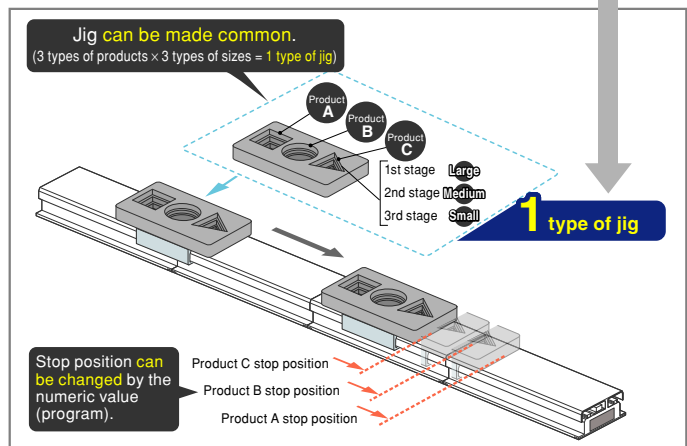 Jig can be made common.
(3 types of products × 3 types of sizes = 1 type of jig)
Product
A
Product
B
Product
C
1st stage Large
2nd stage Medium
3rd stage Small
1 type of jig
Stop position can
be changed by the
numeric value
(program).
Product C stop position
Product B stop position
Product A stop position